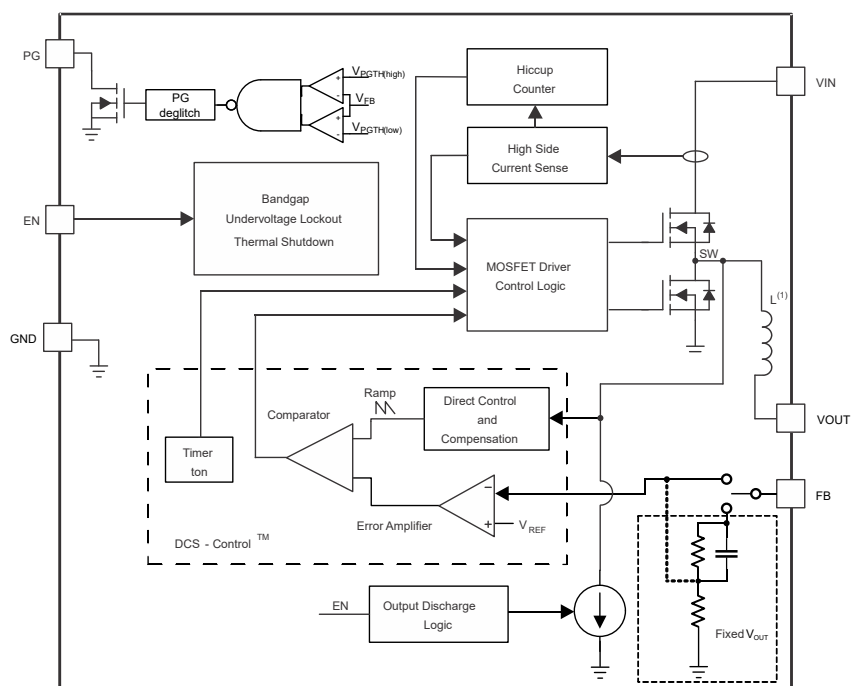 PG
PG
deglitch
VPGTH(high)
VFB
VPGTH(low)
Hiccup
Counter
VIN
High Side
Current Sense
EN
Bandgap
Undervoltage Lockout
Thermal Shutdown
MOSFET Driver
Control Logic
SW
L(1)
GND
Ramp
Comparator
Direct Control
and
Compensation
VOUT
Timer
ton
FB
Error Amplifier
VREF
DCS - Control TM
EN
Output Discharge
Logic
Fixed VOUT